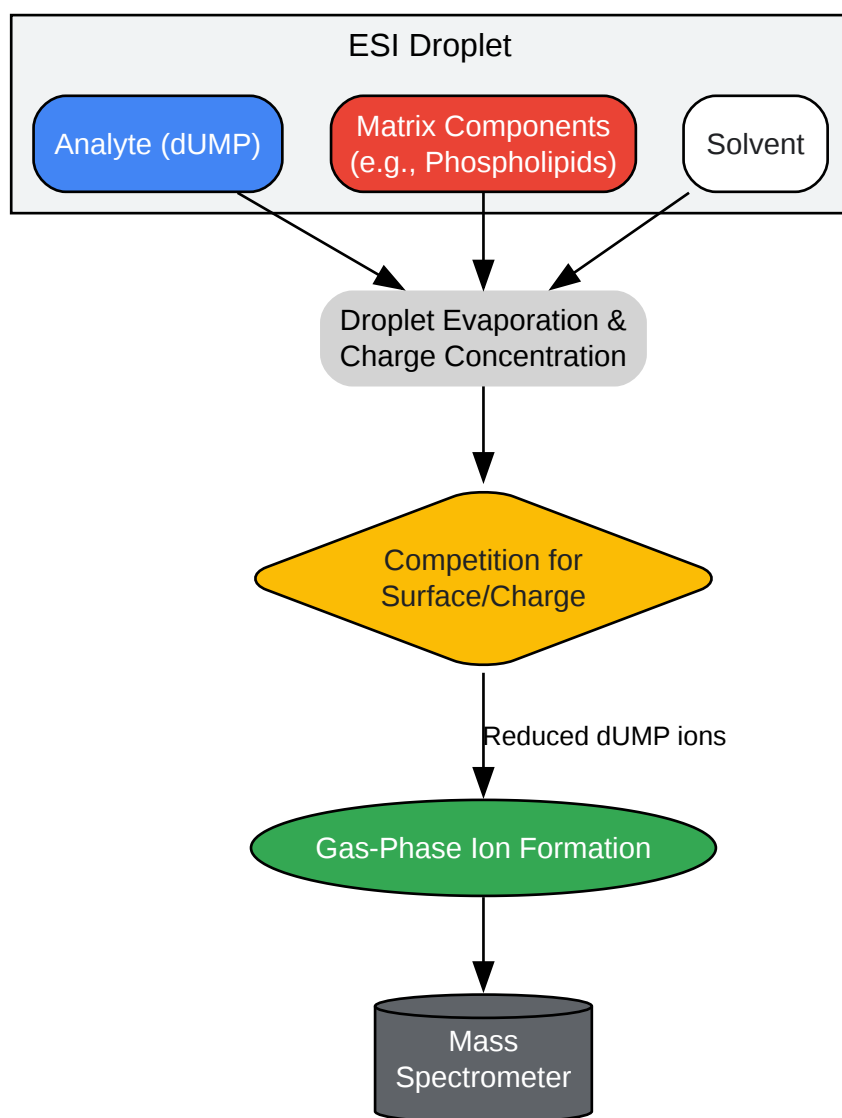 ESI Droplet
Analyte (dUMP)
Matrix Components
(e.g., Phospholipids)
Solvent
Droplet Evaporation &
Charge Concentration
Competition for
Surface/Charge
Reduced dUMP ions
Gas-Phase Ion Formation
Mass
Spectrometer